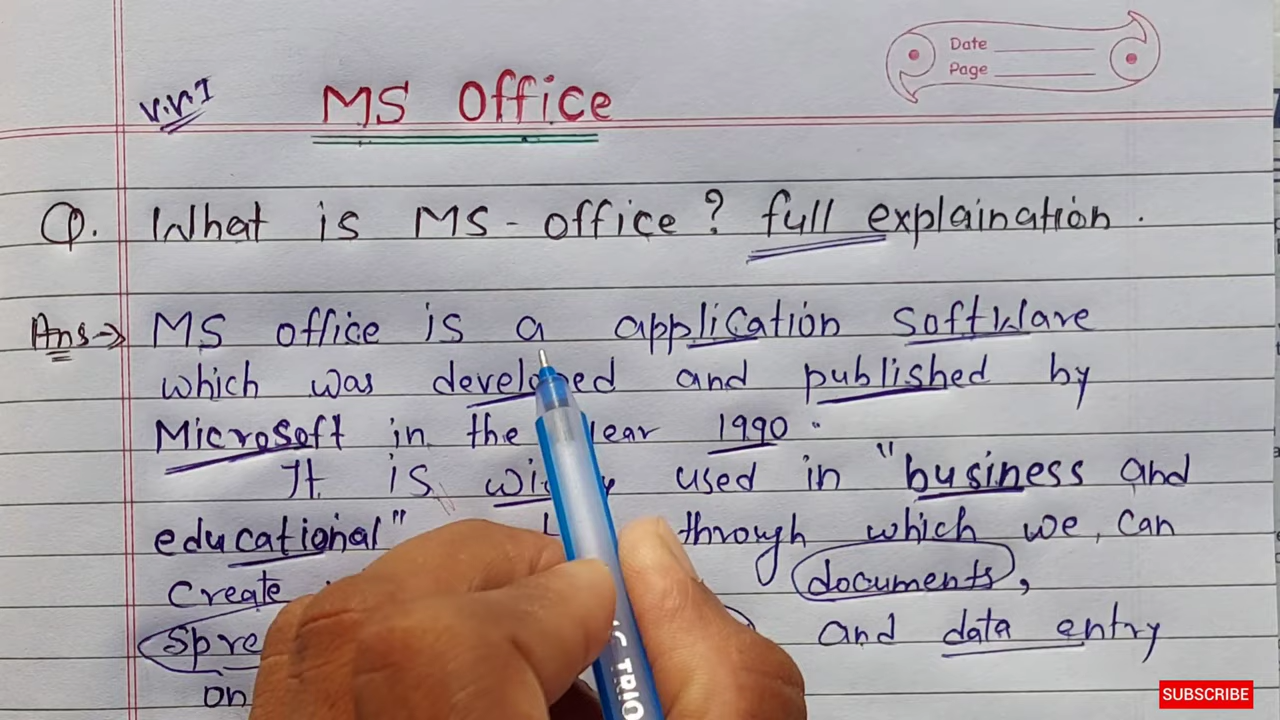 Date
Page
V.V.I
MS Office
Q. What is MS-office? full explaination.
Ans→ MS office is a application software
which was developed and published by
Microsoft in the year 1990.
It is used in "business and
educational" through which we can
Create documents,
and data entry
on
TRIO
SUBSCRIBE